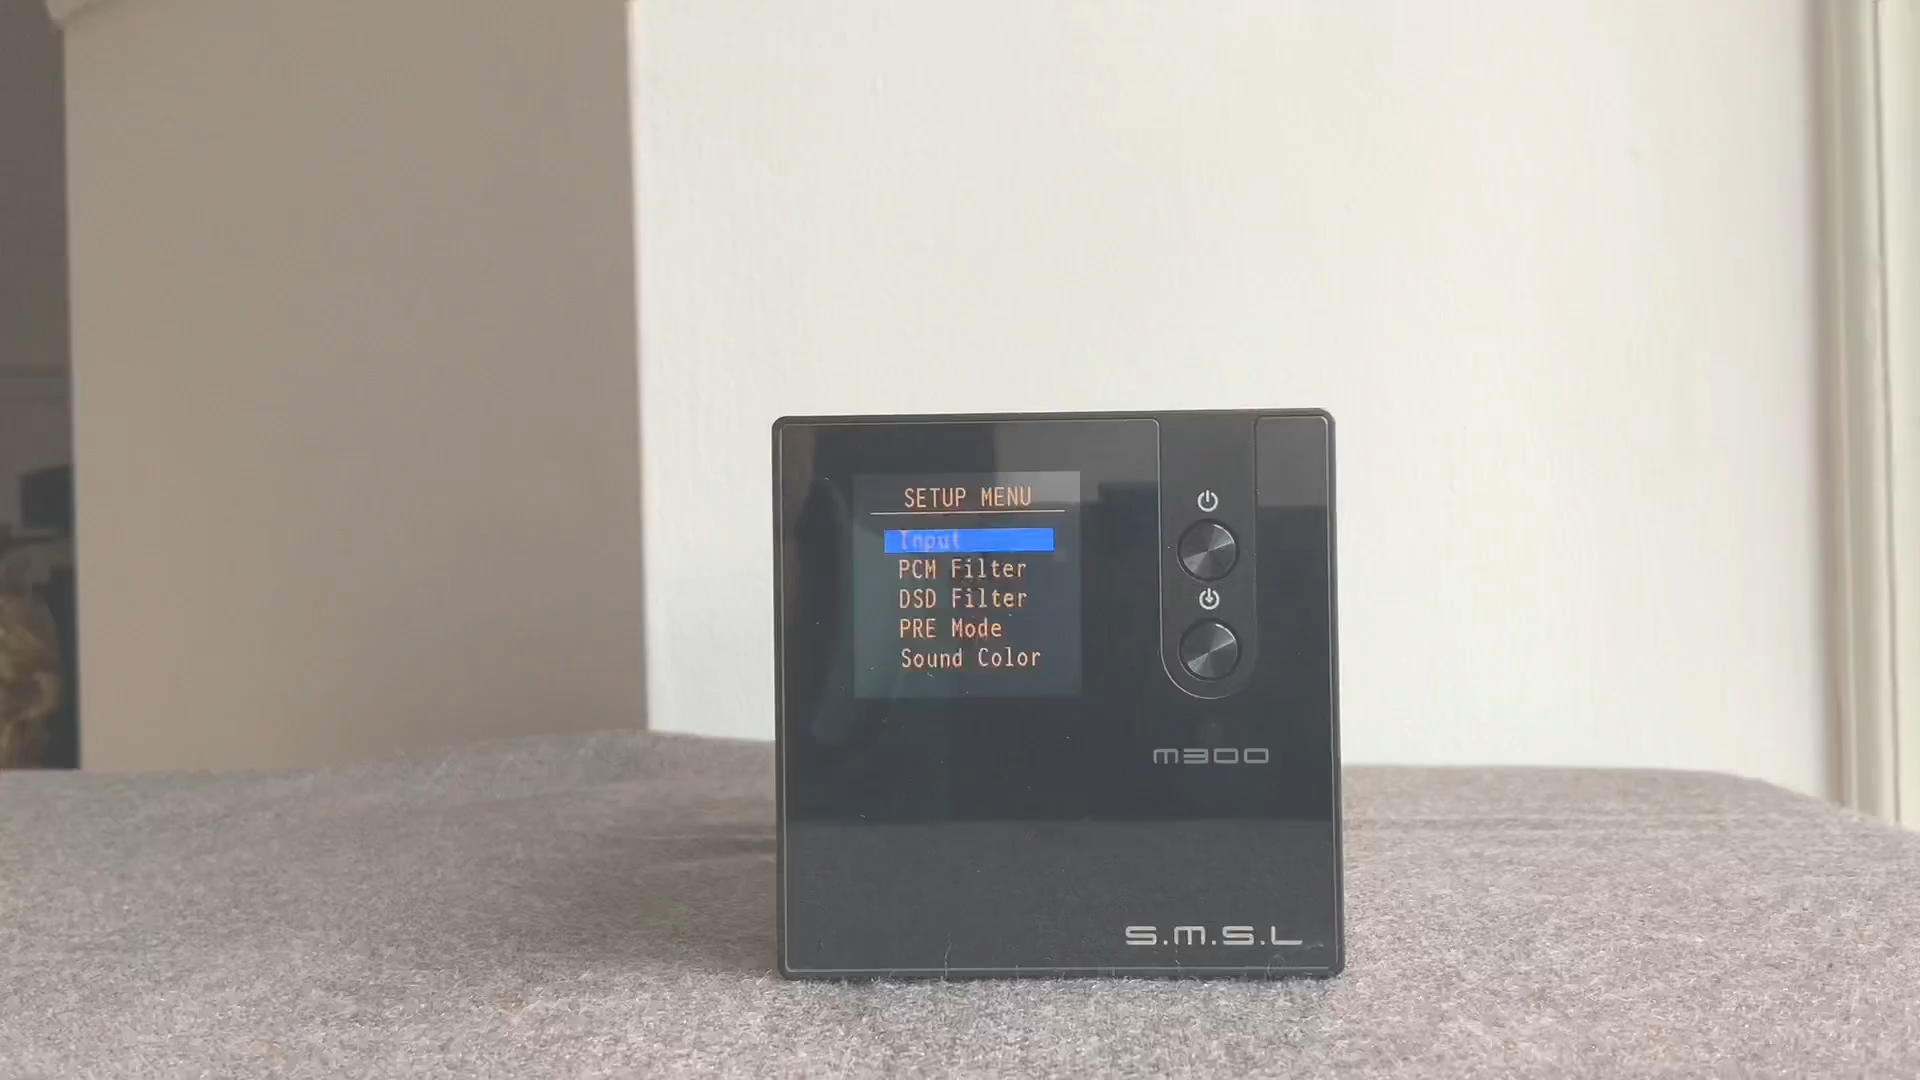 SETUP MENU
Input
PCM Filter
DSD Filter
PRE Mode
Sound Color
M300
S.M.S.L